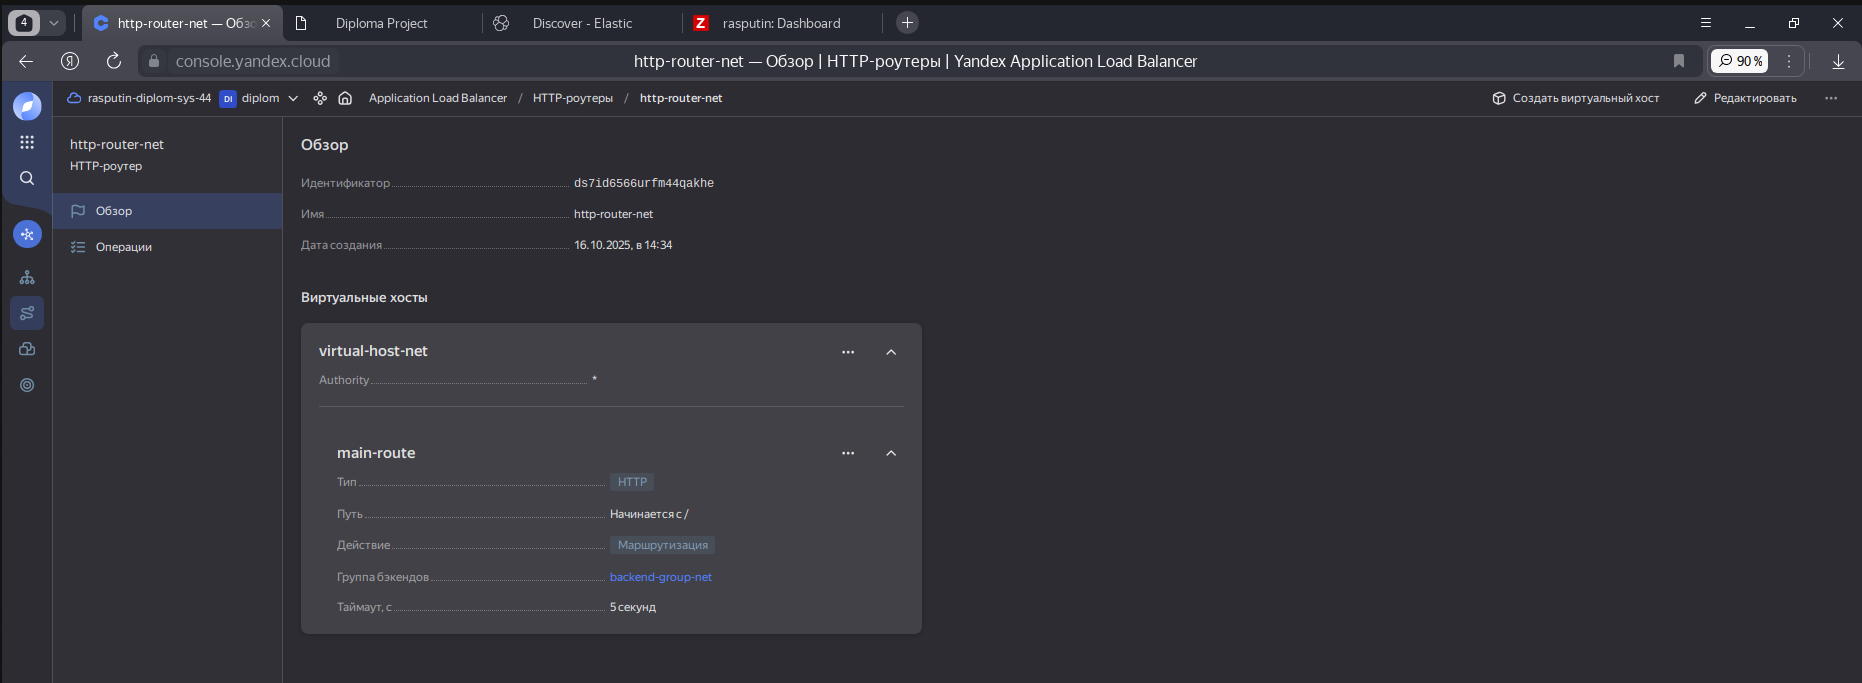 4
http-router-net — Обзо
Diploma Project
Discover - Elastic
Z rasputin: Dashboard
Я
console.yandex.cloud
http-router-net — Обзор | HTTP-роутеры | Yandex Application Load Balancer
90 %
rasputin-diplom-sys-44
DI diplom
Application Load Balancer / HTTP-роутеры / http-router-net
Создать виртуальный хост
Редактировать
http-router-net
HTTP-роутер
Обзор
Операции
Обзор
Идентификатор ds7id6566urfm44qakhe
Имя http-router-net
Дата создания 16.10.2025, в 14:34
Виртуальные хосты
virtual-host-net
Authority *
main-route
Тип HTTP
Путь Начинается с /
Действие Маршрутизация
Группа бэкендов backend-group-net
Таймаут, с 5 секунд